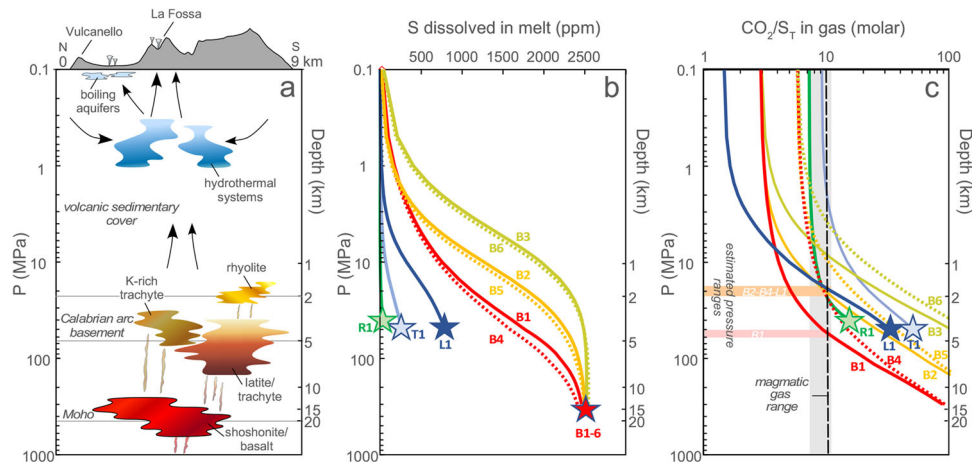 La Fossa
Vulcanello
N
S
9 km
0.1
boiling
aquifers
a
1
hydrothermal
systems
volcanic sedimentary
cover
P (MPa)
Depth (km)
10
1
rhyolite
K-rich
trachyte
2
Calabrian arc
basement
5
100
latite/
trachyte
10
Moho
15
20
shoshonite/
basalt
1000
S dissolved in melt (ppm)
500 1000 1500 2000 2500
0.1
b
1
P (MPa)
Depth (km)
10
1
B3
B6
B2
B5
2
B1
R1
T1
L1
B4
5
100
10
15
20
B1-6
1000
CO2/ST in gas (molar)
1 10 100
0.1
c
1
P (MPa)
Depth (km)
10
1
estimated pressure
ranges
B2-B4-L1
B6
2
B3
R1
B1
L1
T1
B5
B1
B4
B2
5
100
magmatic
gas
range
10
15
20
1000